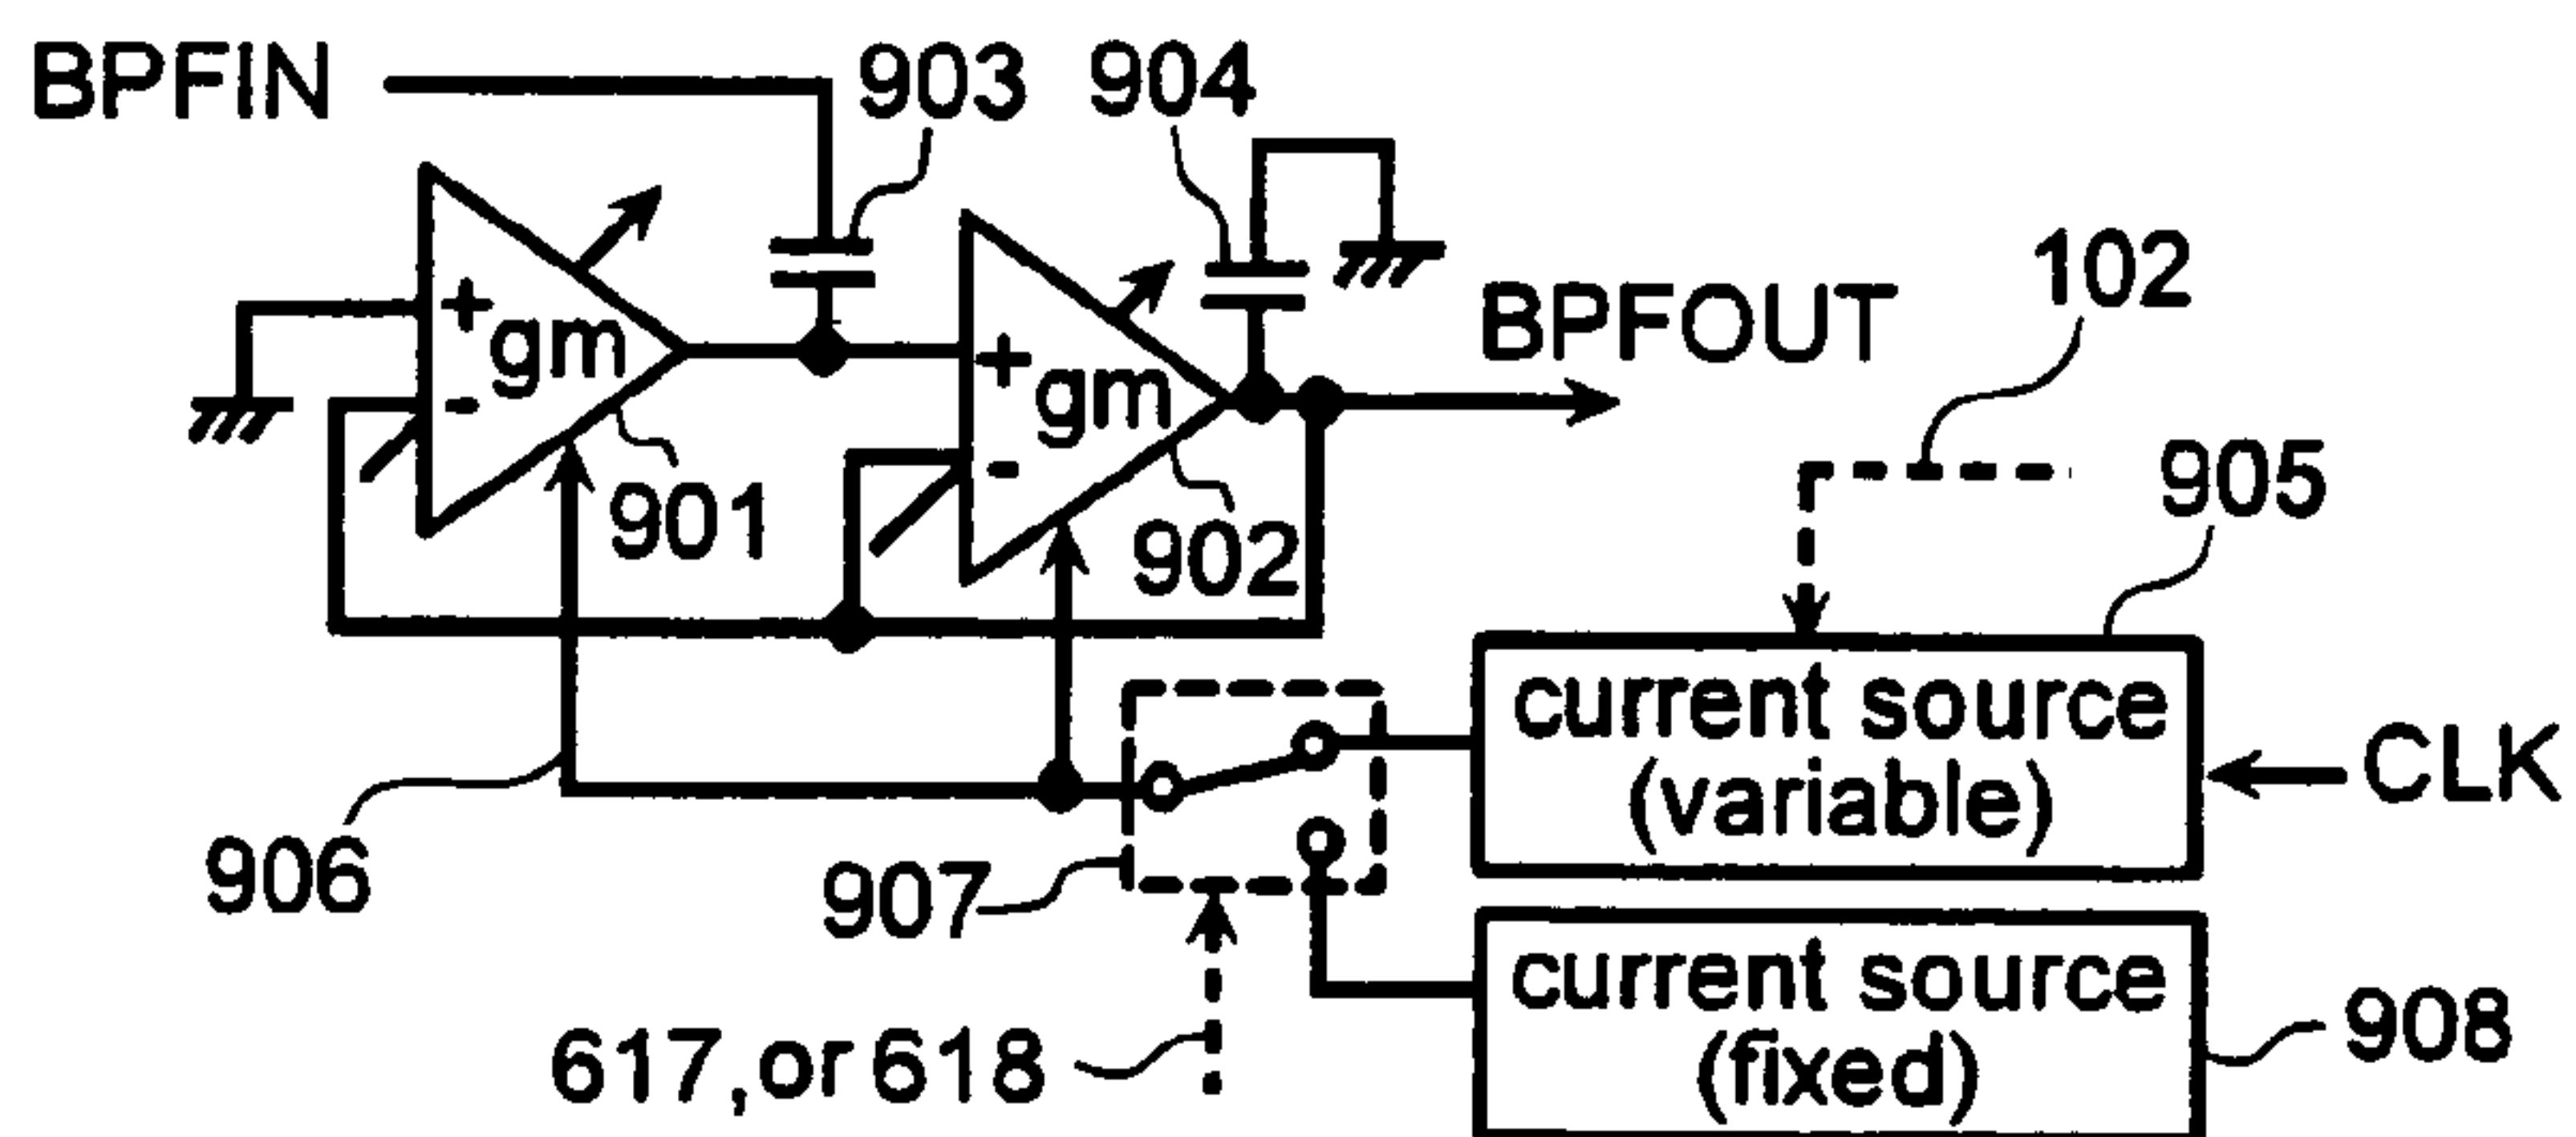 BPFIN
903
904
102
+
gm
-
+
gm
-
BPFOUT
905
901
902
current source
(variable)
CLK
906
907
current source
(fixed)
908
617, or 618